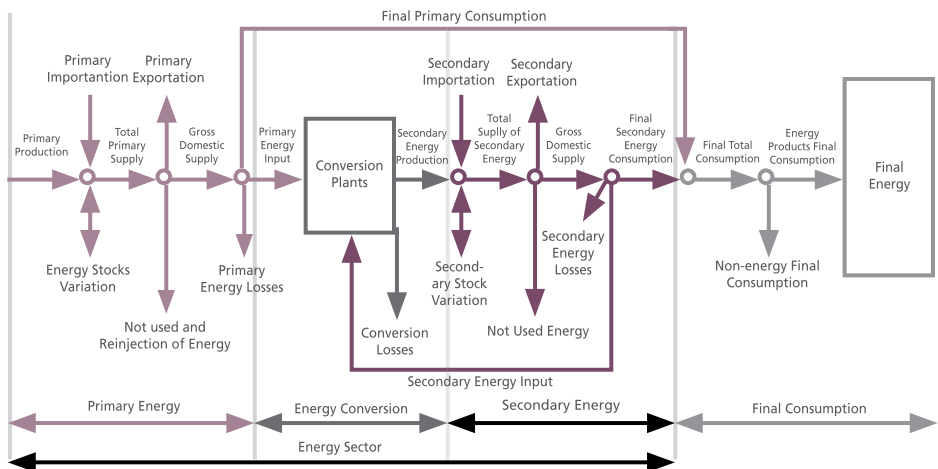 Final Primary Consumption
Primary
Importantion
Primary
Exportation
Secondary
Importation
Secondary
Exportation
Primary
Production
Total
Primary
Supply
Gross
Domestic
Supply
Primary
Energy
Input
Conversion
Plants
Secondary
Energy
Production
Total
Suplly of
Secondary
Energy
Gross
Domestic
Supply
Final
Secondary
Energy
Consumption
Final Total
Consumption
Energy
Products Final
Consumption
Final
Energy
Energy Stocks
Variation
Primary
Energy Losses
Not used and
Reinjection of Energy
Conversion
Losses
Second-
ary Stock
Variation
Secondary
Energy
Losses
Not Used Energy
Non-energy Final
Consumption
Secondary Energy Input
Primary Energy
Energy Conversion
Secondary Energy
Final Consumption
Energy Sector